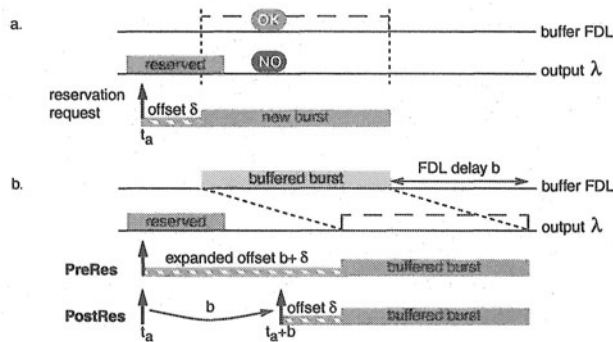 a.
OK
buffer FDL
NO
reserved
output λ
reservation
request
offset δ
new burst
tₐ
b.
buffered burst
FDL delay b
buffer FDL
reserved
output λ
PreRes
expanded offset b+ δ
buffered burst
PostRes
b
offset δ
buffered burst
tₐ
tₐ+b